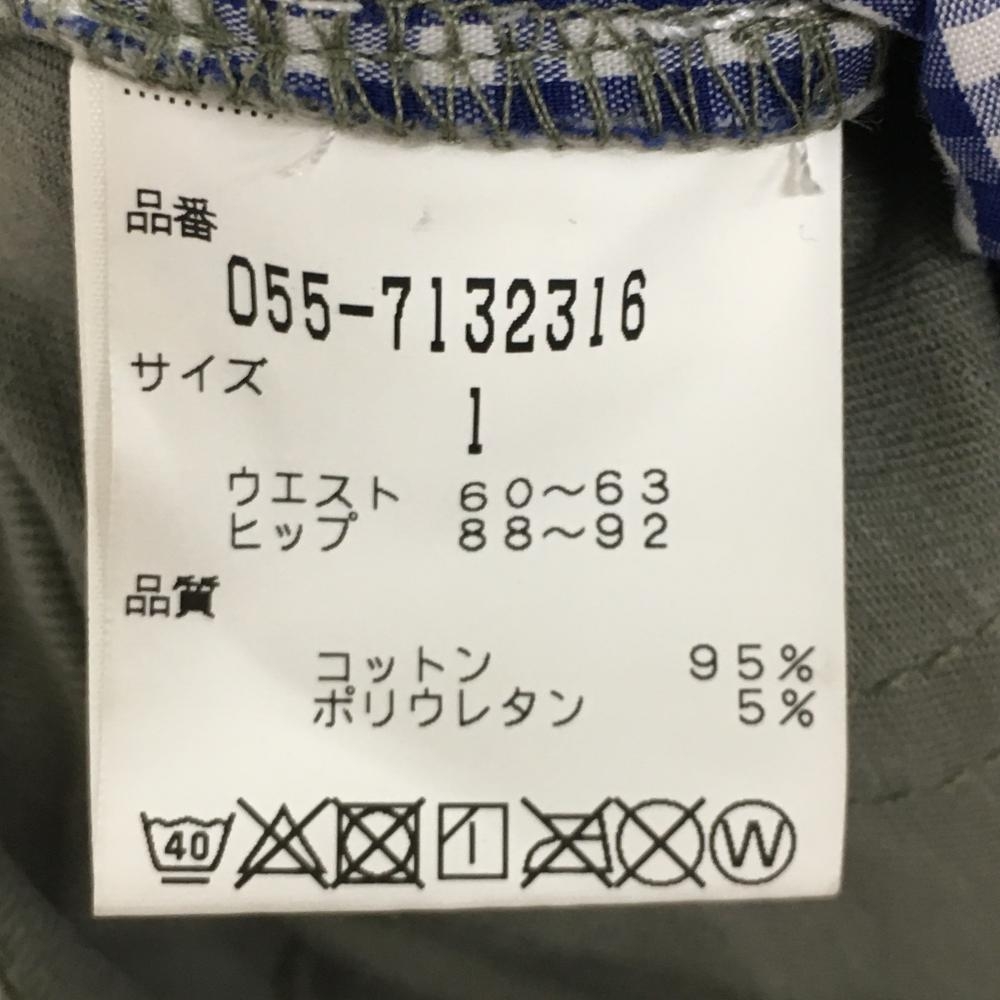 品番
055-7132316
サイズ
1
ウエスト 60～63
ヒップ 88～92
品質
コットン 95%
ポリウレタン 5%
40 W